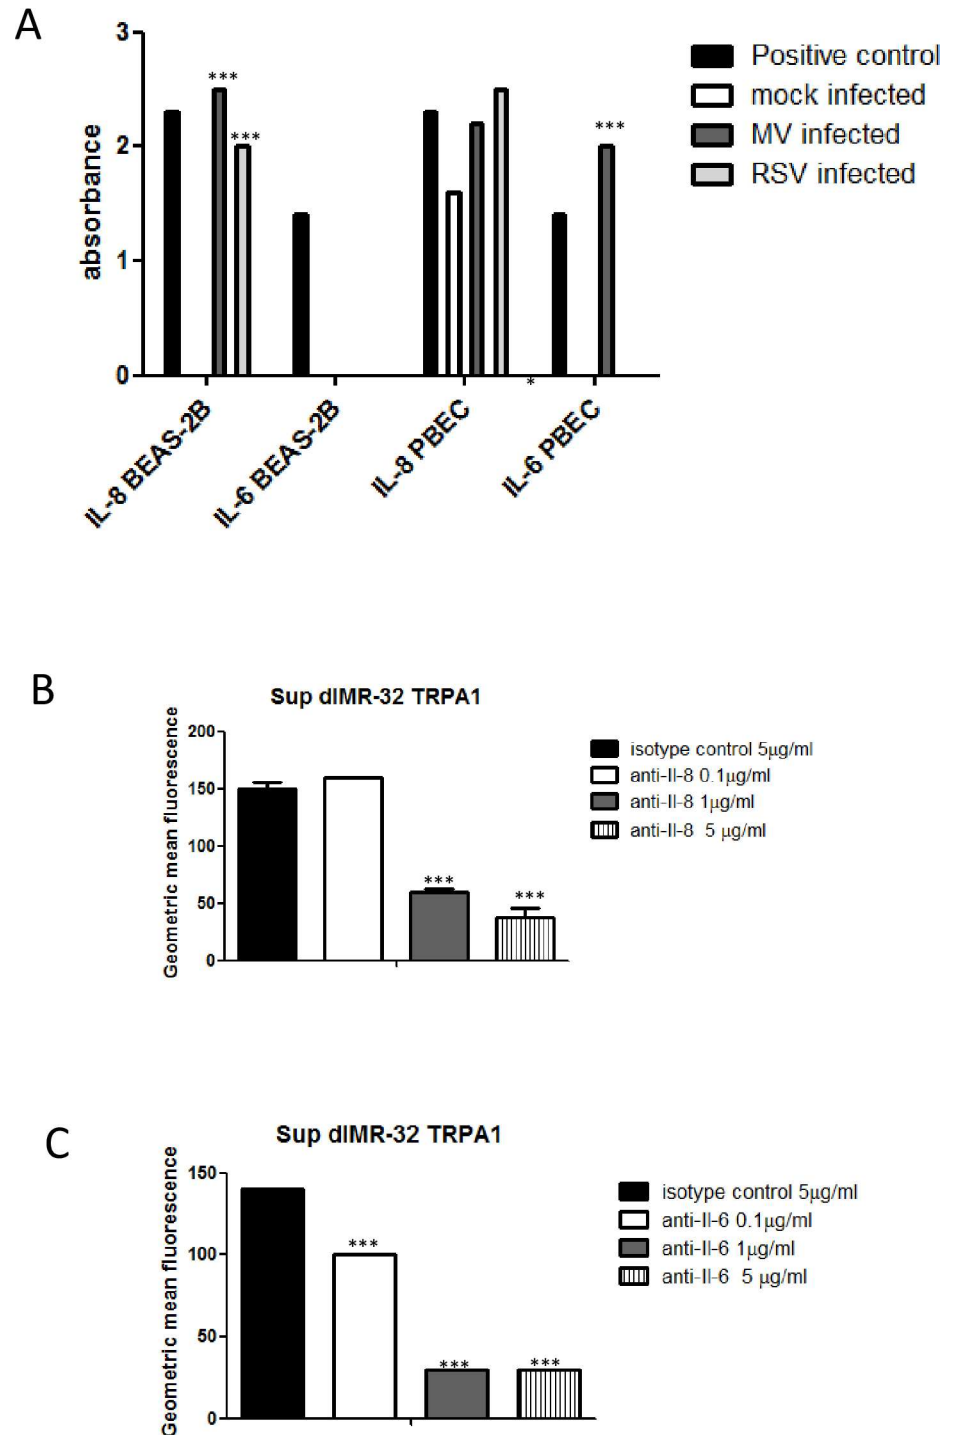 A
3
2
1
0
absorbance
***
***
***
*
Positive control
mock infected
MV infected
RSV infected
IL-8 BEAS-2B
IL-6 BEAS-2B
IL-8 PBEC
IL-6 PBEC
B
Sup dIMR-32 TRPA1
200
150
100
50
0
Geometric mean fluorescence
***
***
isotype control 5µg/ml
anti-Il-8 0.1µg/ml
anti-Il-8 1µg/ml
anti-Il-8 5 µg/ml
C
Sup dIMR-32 TRPA1
150
100
50
0
Geometric mean fluorescence
***
***
***
isotype control 5µg/ml
anti-Il-6 0.1µg/ml
anti-Il-6 1µg/ml
anti-Il-6 5 µg/ml